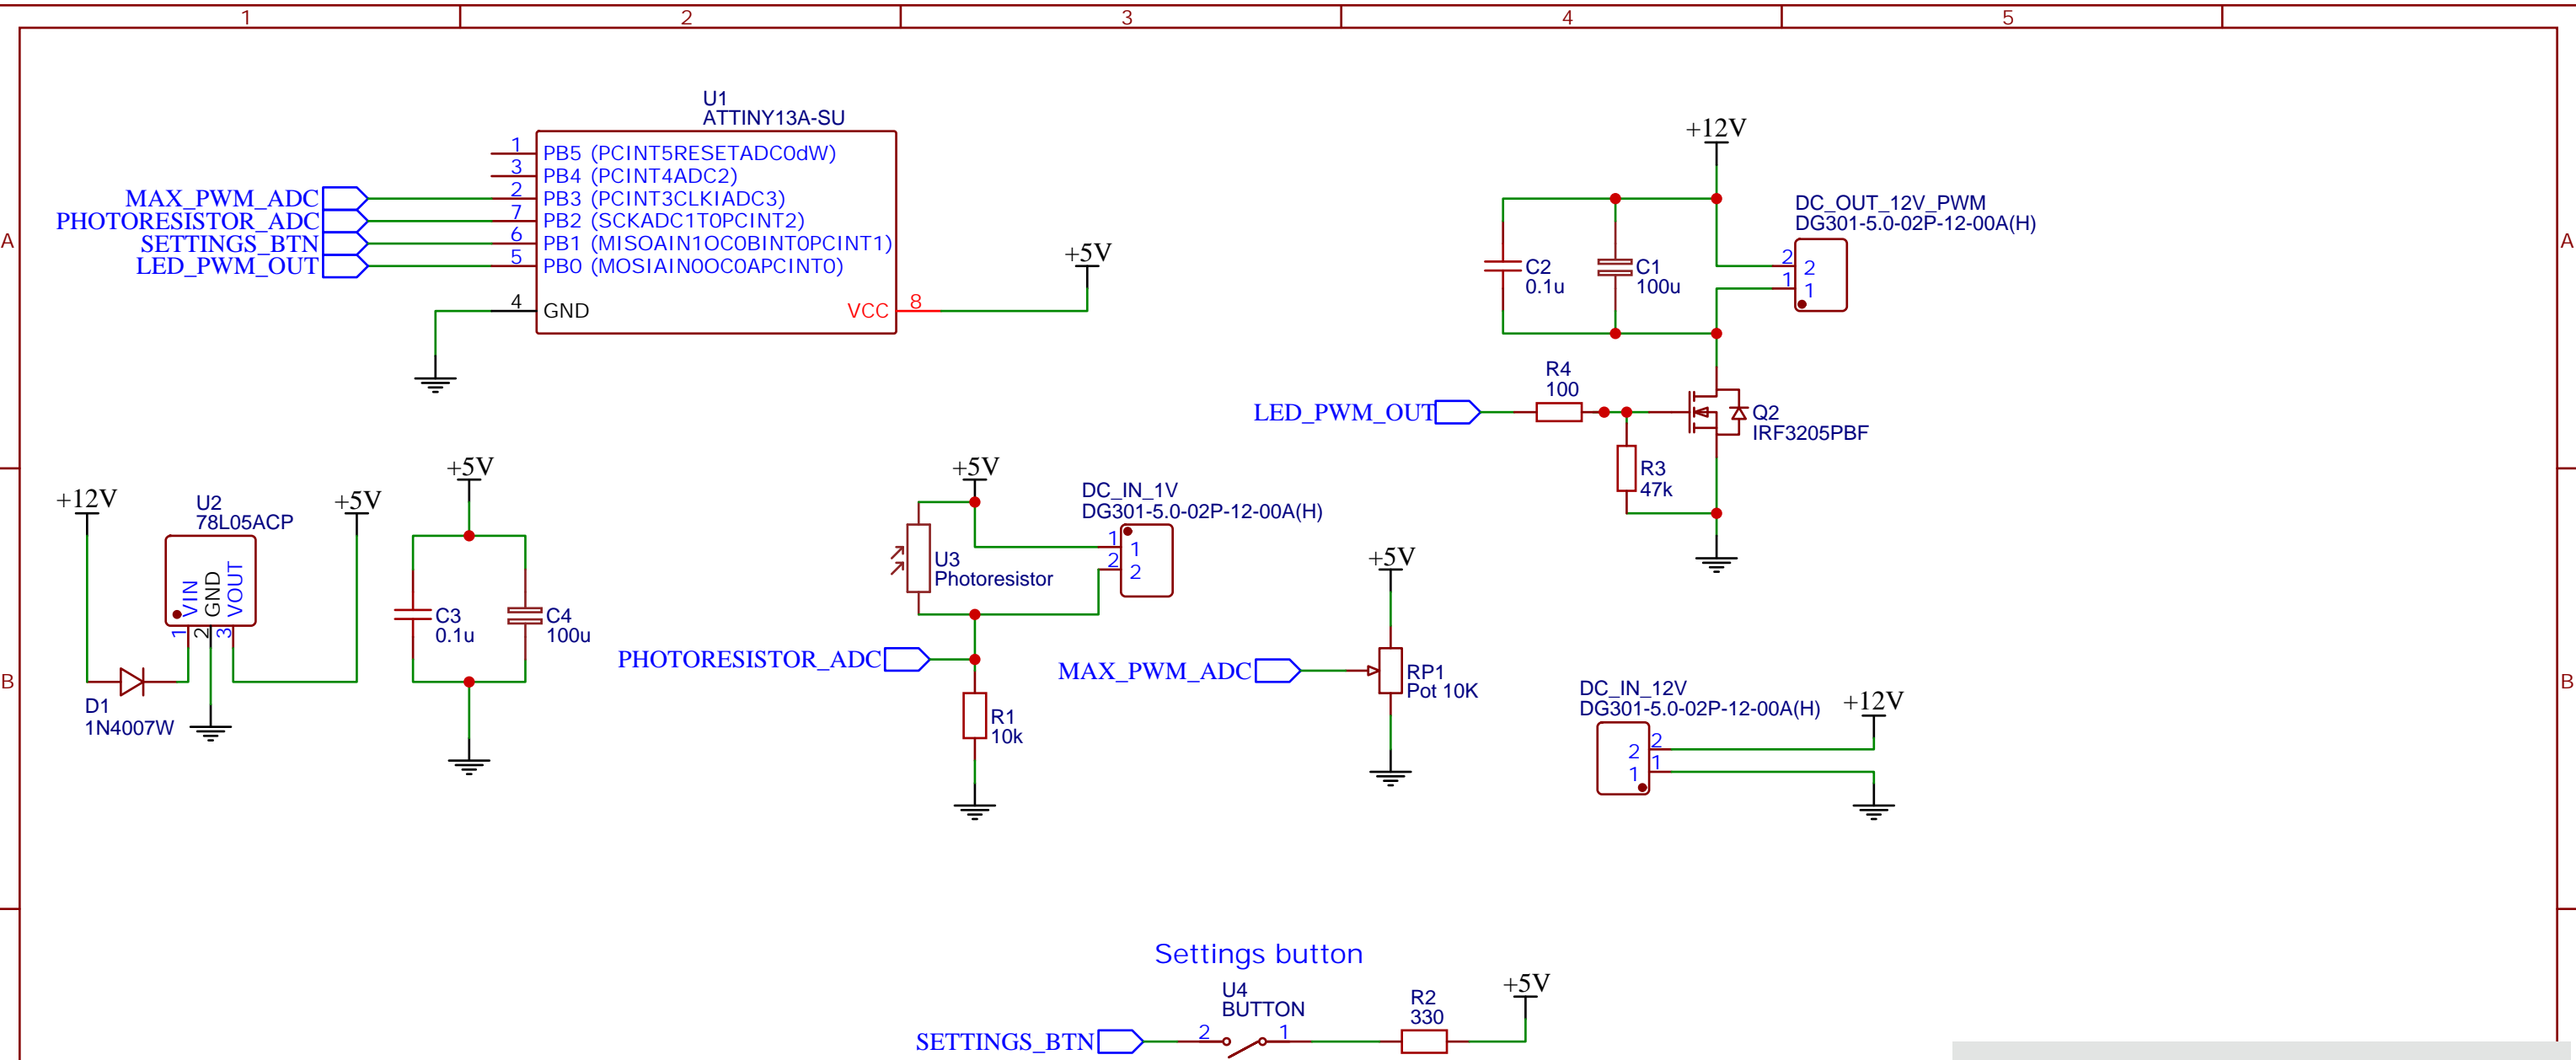 1 2 3 4 5
A A
B B
U1
ATTINY13A-SU
1 PB5 (PCINT5RESETADC0dW)
3 PB4 (PCINT4ADC2)
MAX_PWM_ADC 2 PB3 (PCINT3CLKIADC3)
PHOTORESISTOR_ADC 7 PB2 (SCKADC1T0PCINT2)
SETTINGS_BTN 6 PB1 (MISOAIN1OC0BINT0PCINT1)
LED_PWM_OUT 5 PB0 (MOSIAIN0OC0APCINT0)
4 GND VCC 8
+5V
+12V
DC_OUT_12V_PWM
DG301-5.0-02P-12-00A(H)
2 2
1 1
C2
0.1u
C1
100u
R4
100
LED_PWM_OUT
Q2
IRF3205PBF
R3
47k
+12V
U2
78L05ACP
+5V
VIN
GND
VOUT
1 2 3
D1
1N4007W
+5V
C3
0.1u
C4
100u
+5V
DC_IN_1V
DG301-5.0-02P-12-00A(H)
1 1
2 2
U3
Photoresistor
PHOTORESISTOR_ADC
R1
10k
+5V
MAX_PWM_ADC
RP1
Pot 10K
DC_IN_12V
DG301-5.0-02P-12-00A(H)
+12V
2 2
1 1
Settings button
U4
BUTTON
R2
330
+5V
SETTINGS_BTN 2 1